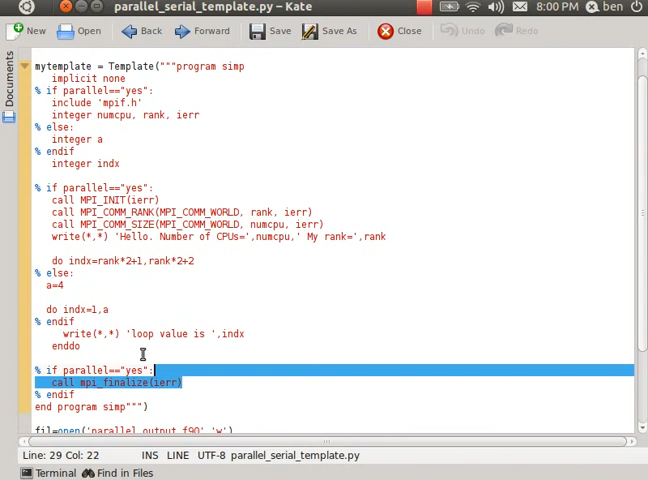 parallel_serial_template.py - Kate
8:00 PM ben
New Open Back Forward Save Save As Close Undo Redo
Documents
mytemplate = Template("""program simp
implicit none
% if parallel=="yes":
include 'mpif.h'
integer numcpu, rank, ierr
% else:
integer a
% endif
integer indx
% if parallel=="yes":
call MPI_INIT(ierr)
call MPI_COMM_RANK(MPI_COMM_WORLD, rank, ierr)
call MPI_COMM_SIZE(MPI_COMM_WORLD, numcpu, ierr)
write(*,*) 'Hello. Number of CPUs=',numcpu,' My rank=',rank
do indx=rank*2+1,rank*2+2
% else:
a=4
do indx=1,a
% endif
write(*,*) 'loop value is ',indx
enddo
% if parallel=="yes":
call mpi_finalize(ierr)
% endif
end program simp""")
fil=open('parallel_output.f90','w')
Line: 29 Col: 22 INS LINE UTF-8 parallel_serial_template.py
Terminal Find in Files